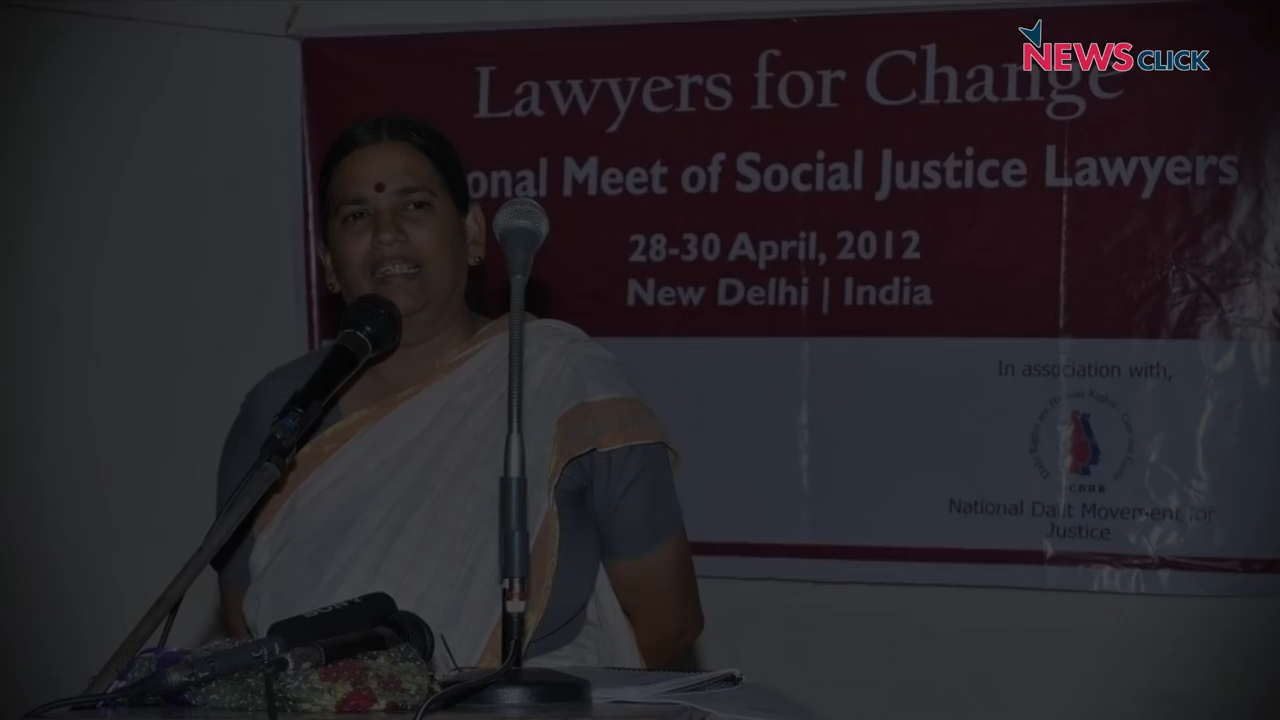 NEWSCLICK
Lawyers for Change
onal Meet of Social Justice Lawyers
28-30 April, 2012
New Delhi | India
In association with,
National Dalit Movement for
Justice
SONY